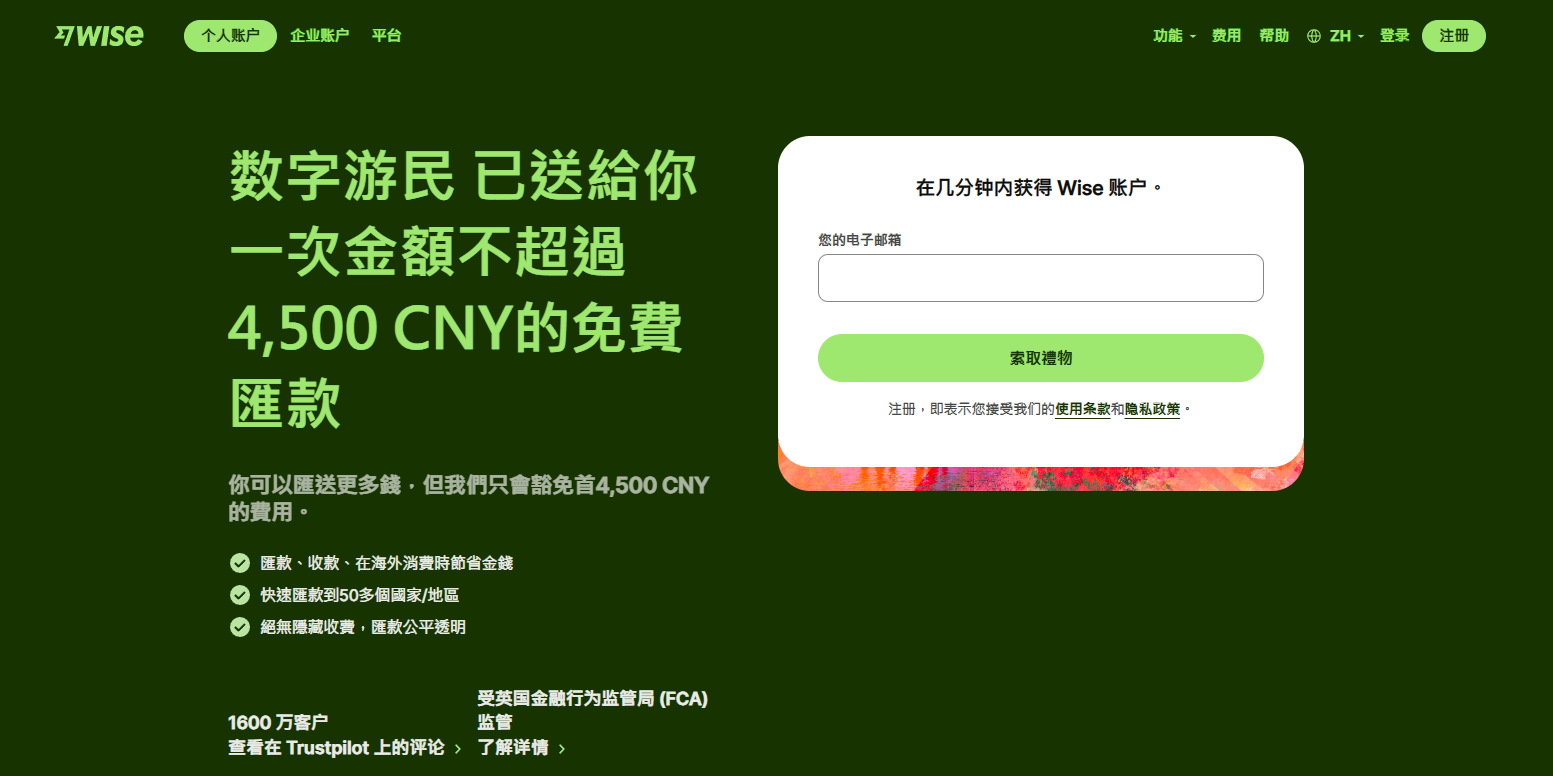 WISE
个人账户 企业账户 平台
功能 费用 帮助 ZH 登录 注册
数字游民 已送給你
一次金額不超過
4,500 CNY的免費
匯款
你可以匯送更多錢，但我們只會豁免首4,500 CNY
的費用。
匯款、收款、在海外消費時節省金錢
快速匯款到50多個國家/地區
絕無隱藏收費，匯款公平透明
1600 万客户
查看在 Trustpilot 上的评论
受英国金融行为监管局 (FCA)
监管
了解详情
在几分钟内获得 Wise 账户。
您的电子邮箱
索取禮物
注册，即表示您接受我们的使用条款和隐私政策。